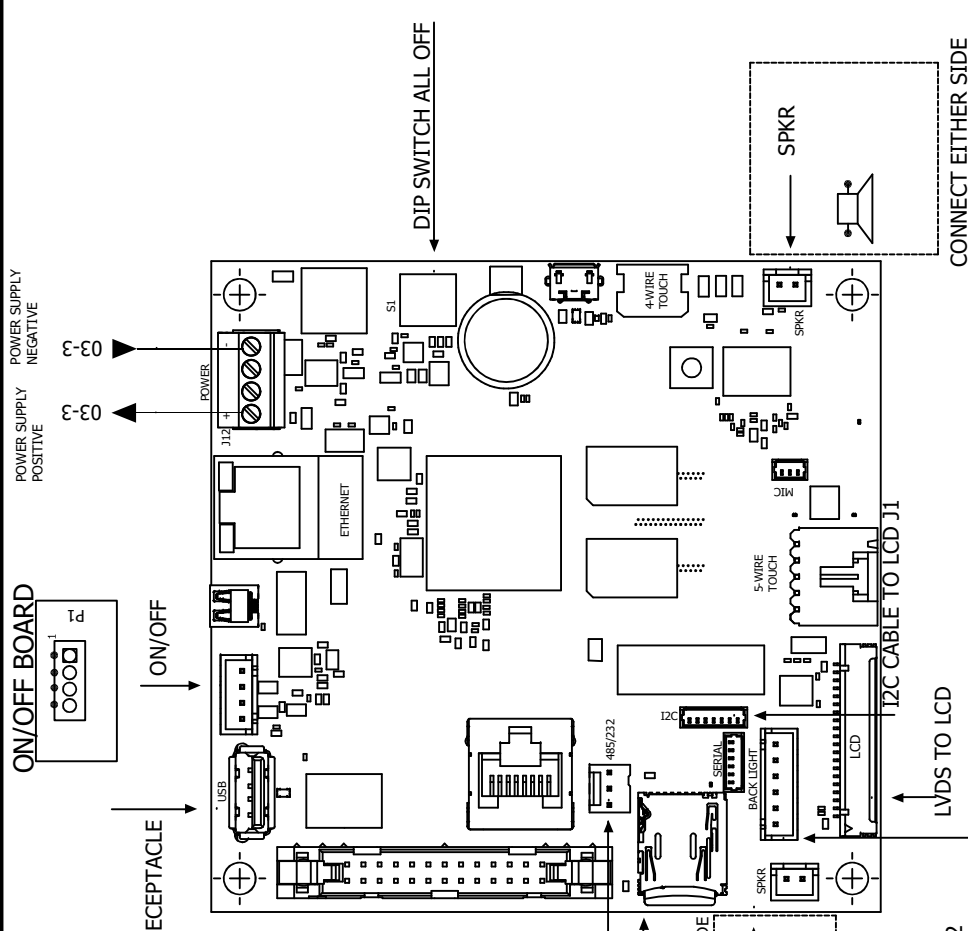 POWER SUPPLY
NEGATIVE
POWER SUPPLY
POSITIVE
03-3
03-3
DIP SWITCH ALL OFF
SPKR
CONNECT EITHER SIDE
ON/OFF BOARD
P1
1
ON/OFF
ECEPTACLE
POWER
J12
+
-
S1
ETHERNET
USB
4-WIRE
TOUCH
SPKR
MIC
5-WIRE
TOUCH
I2C CABLE TO LCD J1
I2C
485/232
SERIAL
BACK LIGHT
LCD
LVDS TO LCD
SPKR
DE